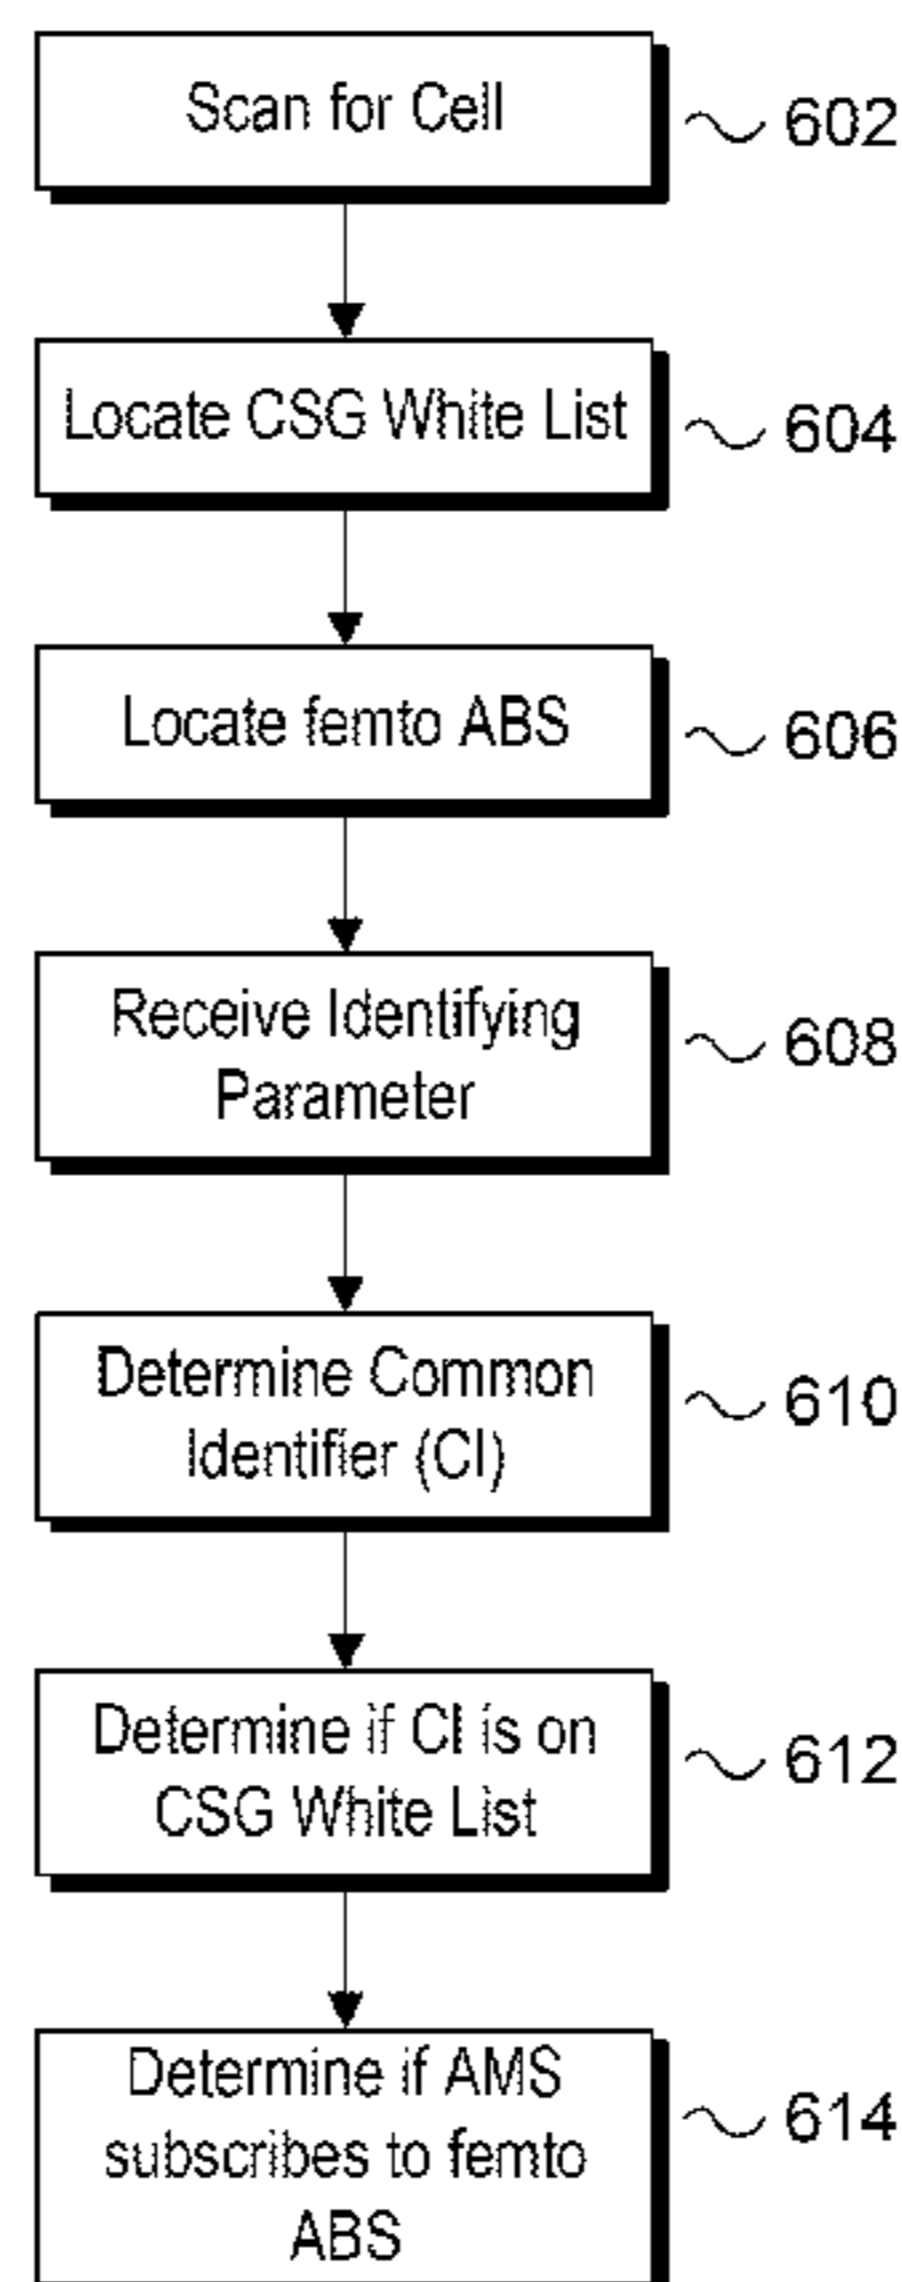 Scan for Cell
602
Locate CSG White List
604
Locate femto ABS
606
Receive Identifying
Parameter
608
Determine Common
Identifier (CI)
610
Determine if CI is on
CSG White List
612
Determine if AMS
subscribes to femto
ABS
614